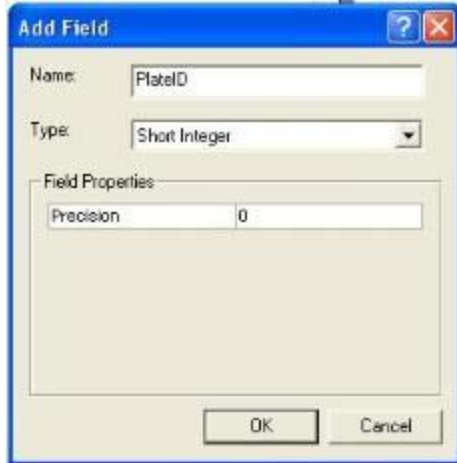 Add Field
Name: PlateID
Type: Short Integer
Field Properties
Precision 0
OK Cancel